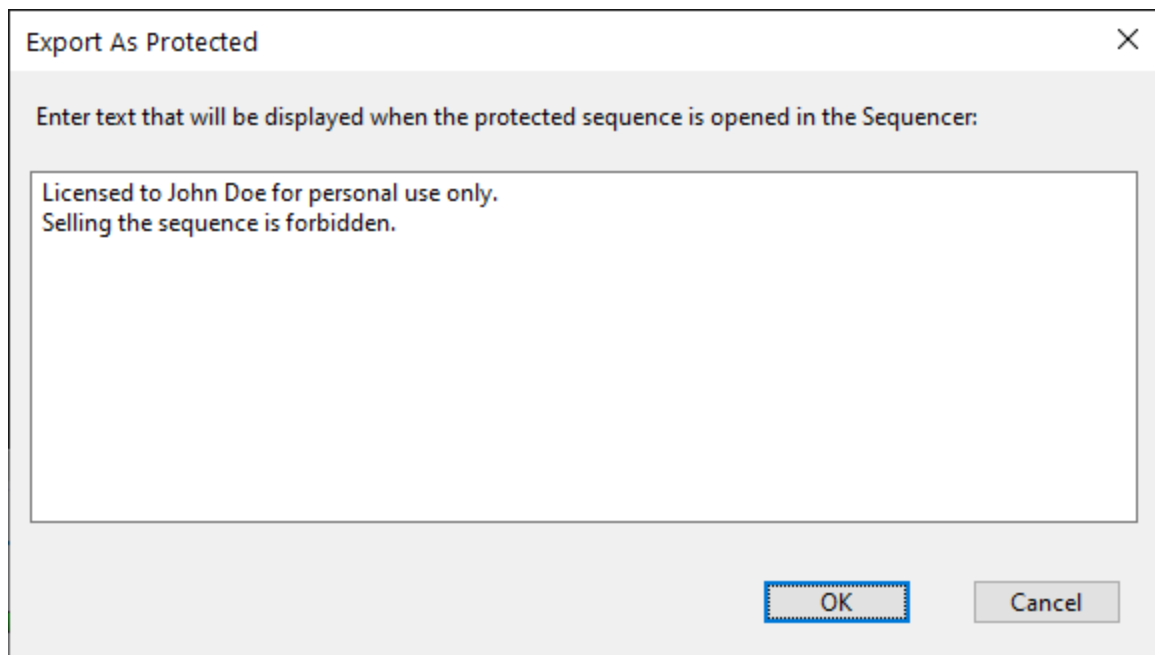 Export As Protected
Enter text that will be displayed when the protected sequence is opened in the Sequencer:
Licensed to John Doe for personal use only.
Selling the sequence is forbidden.
OK
Cancel